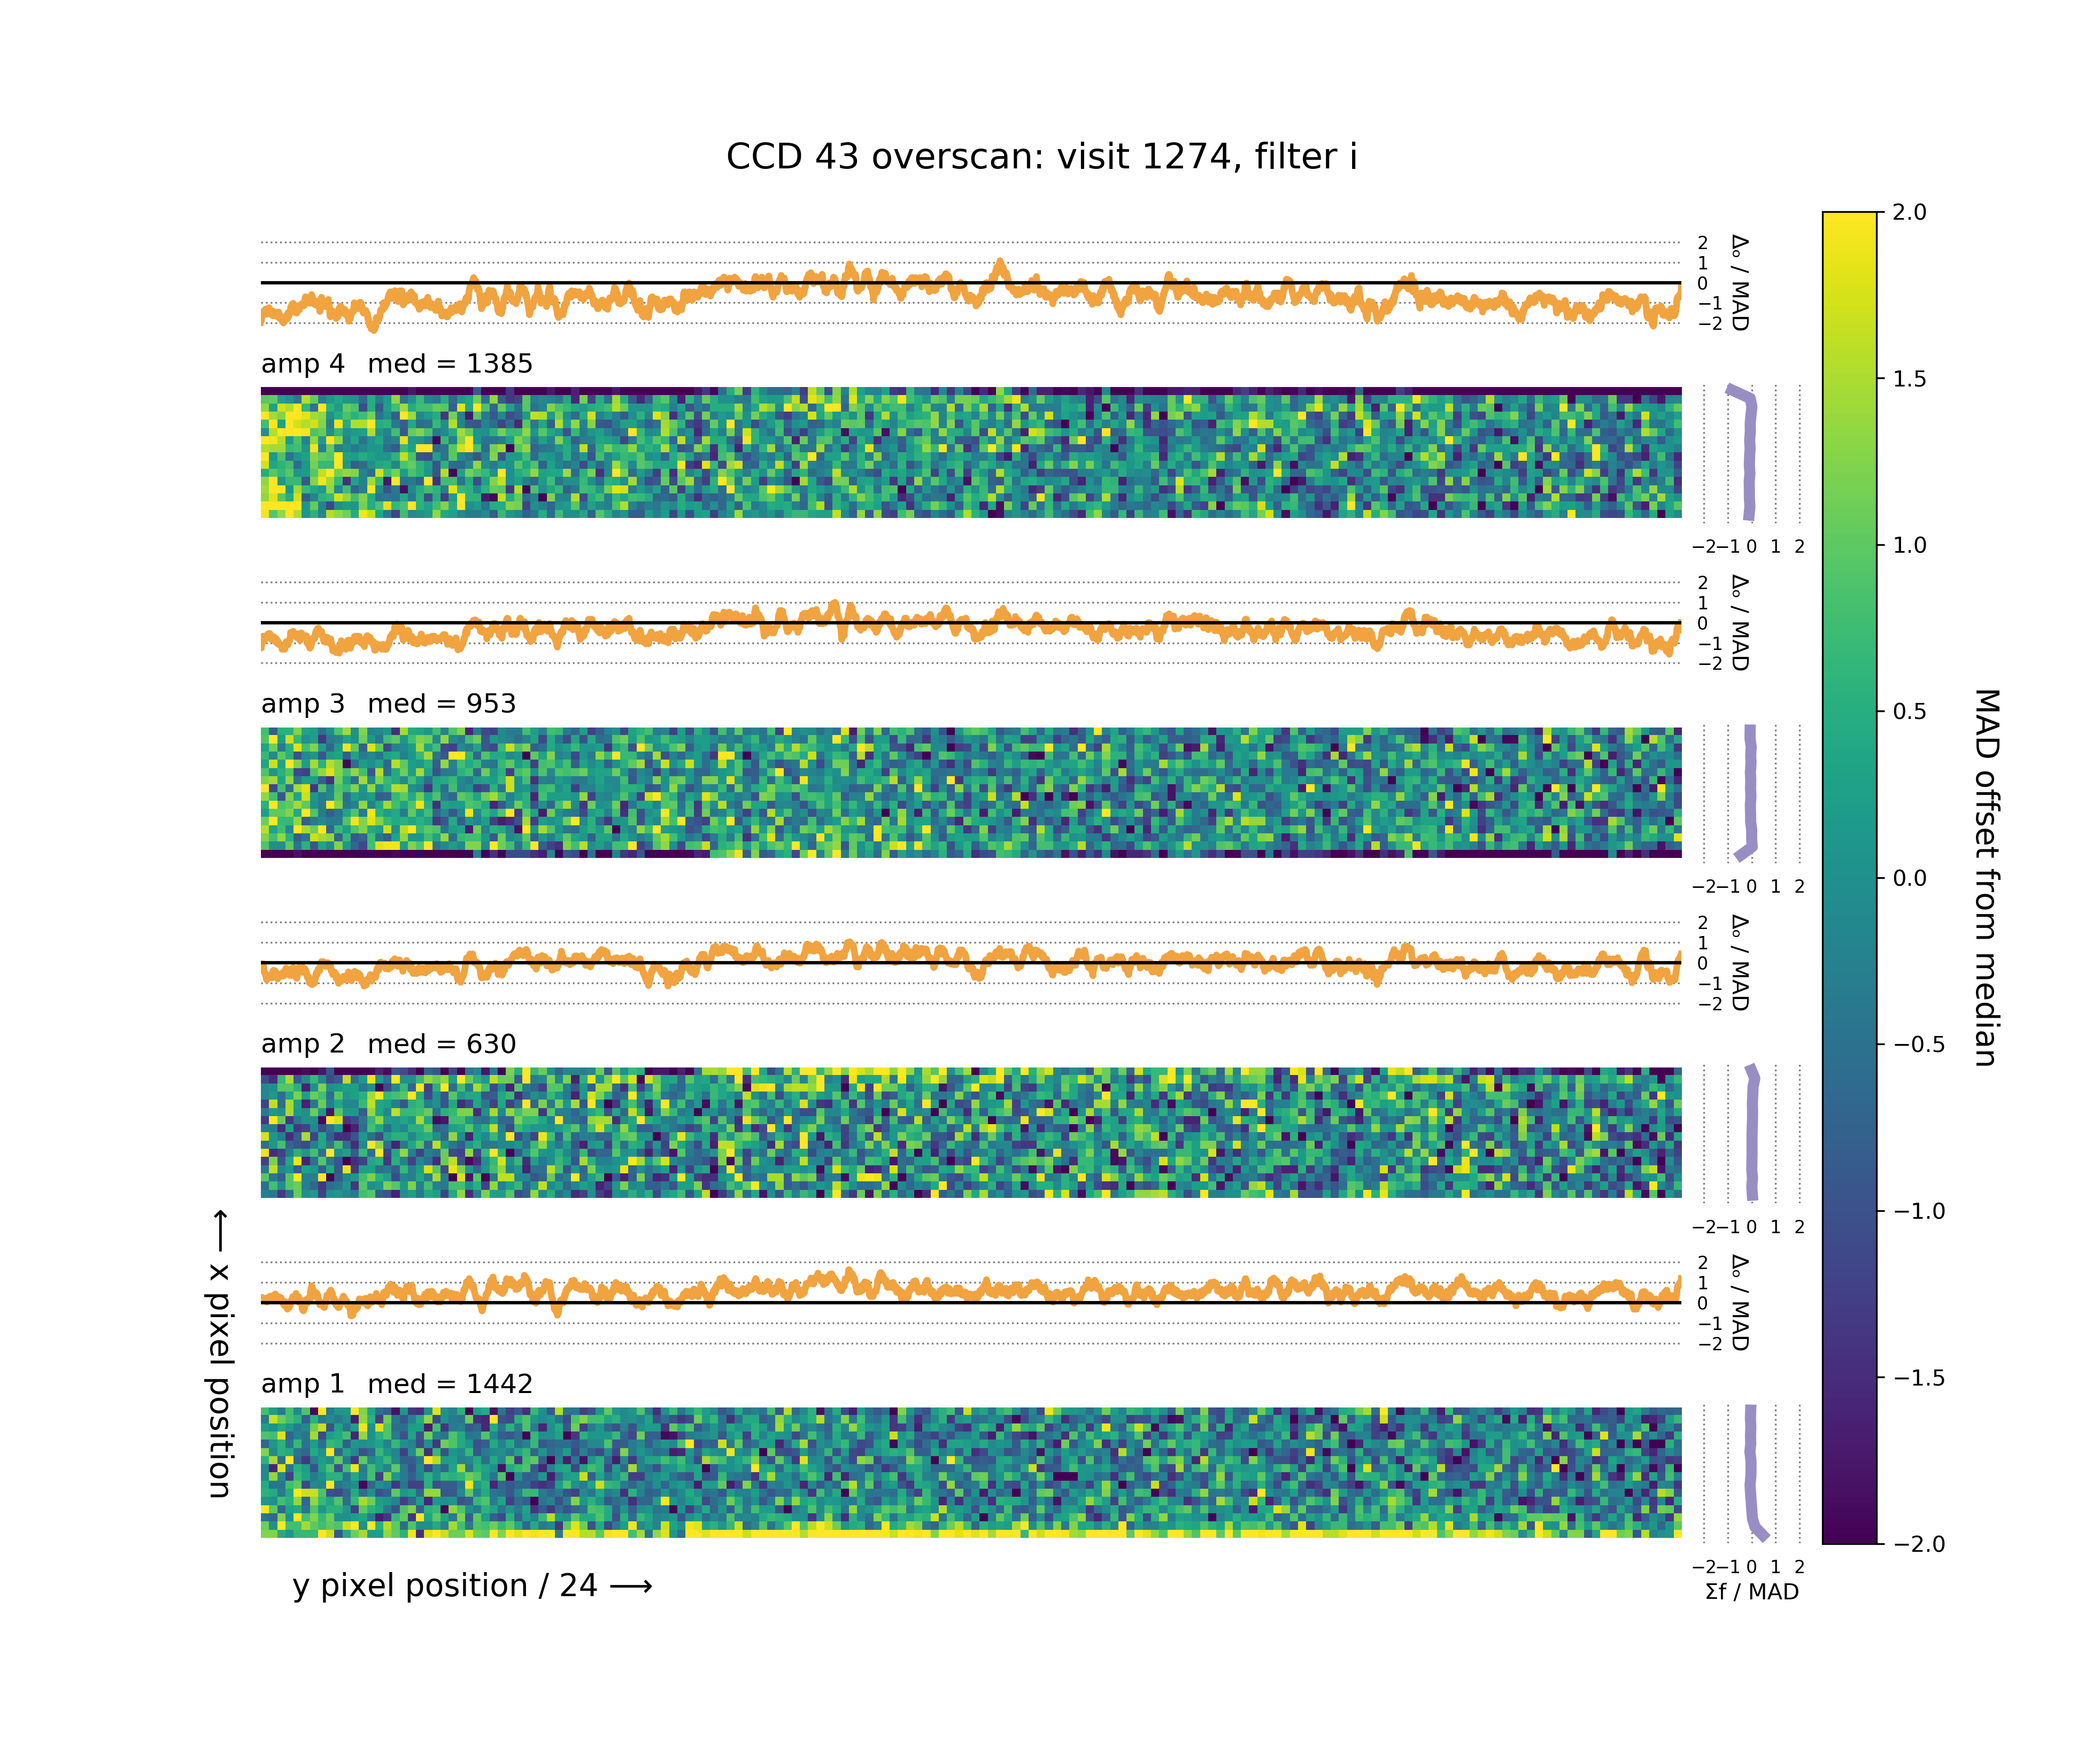 CCD 43 overscan: visit 1274, filter i
2
1
0
−1
−2
Δₒ / MAD
amp 4 med = 1385
−2 −1 0 1 2
2
1
0
−1
−2
Δₒ / MAD
amp 3 med = 953
−2 −1 0 1 2
2
1
0
−1
−2
Δₒ / MAD
amp 2 med = 630
−2 −1 0 1 2
2
1
0
−1
−2
Δₒ / MAD
amp 1 med = 1442
−2 −1 0 1 2
Σf / MAD
y pixel position / 24 ⟶
⟵ x pixel position
2.0
1.5
1.0
0.5
0.0
−0.5
−1.0
−1.5
−2.0
MAD offset from median